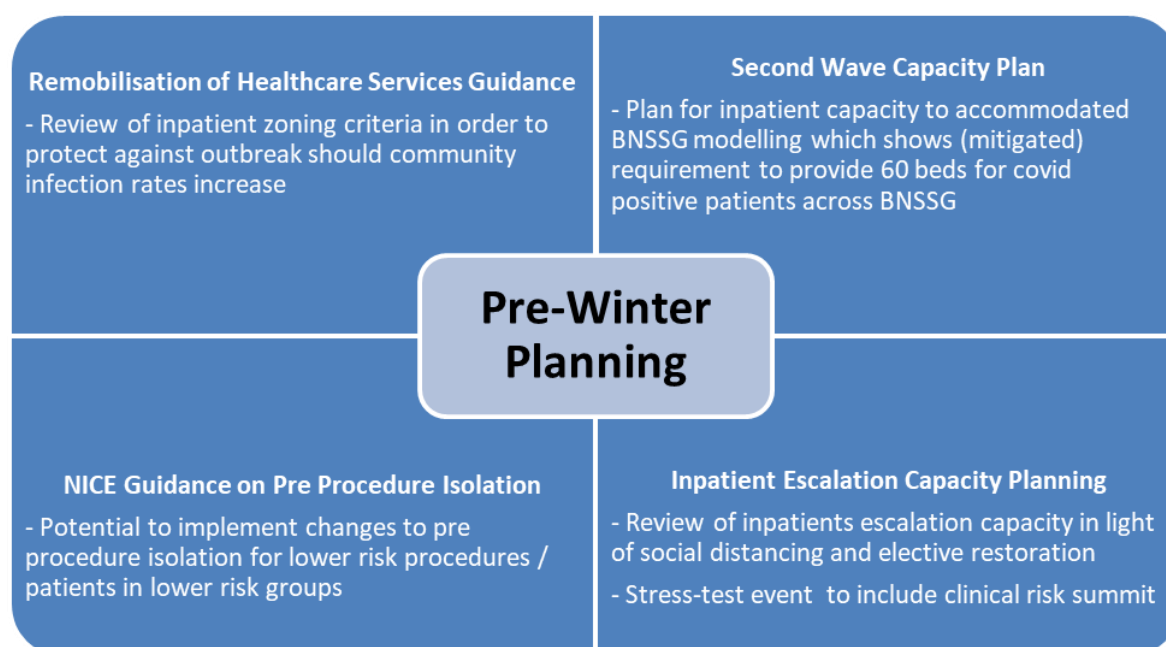 Remobilisation of Healthcare Services Guidance
- Review of inpatient zoning criteria in order to
protect against outbreak should community
infection rates increase
Second Wave Capacity Plan
- Plan for inpatient capacity to accommodated
BNSSG modelling which shows (mitigated)
requirement to provide 60 beds for covid
positive patients across BNSSG
Pre-Winter
Planning
NICE Guidance on Pre Procedure Isolation
- Potential to implement changes to pre
procedure isolation for lower risk procedures /
patients in lower risk groups
Inpatient Escalation Capacity Planning
- Review of inpatients escalation capacity in light
of social distancing and elective restoration
- Stress-test event to include clinical risk summit